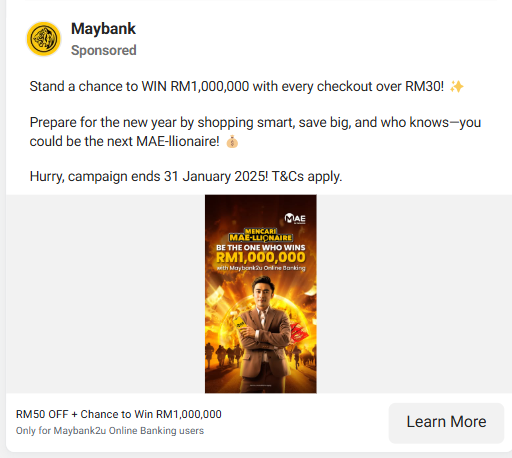 Maybank
Sponsored
Stand a chance to WIN RM1,000,000 with every checkout over RM30! ✨
Prepare for the new year by shopping smart, save big, and who knows—you
could be the next MAE-llionaire! 💰
Hurry, campaign ends 31 January 2025! T&Cs apply.
MAE
MENCARI
MAE-LLIONAIRE
BE THE ONE WHO WINS
RM1,000,000
with Maybank2u Online Banking
RM50 OFF + Chance to Win RM1,000,000
Only for Maybank2u Online Banking users
Learn More